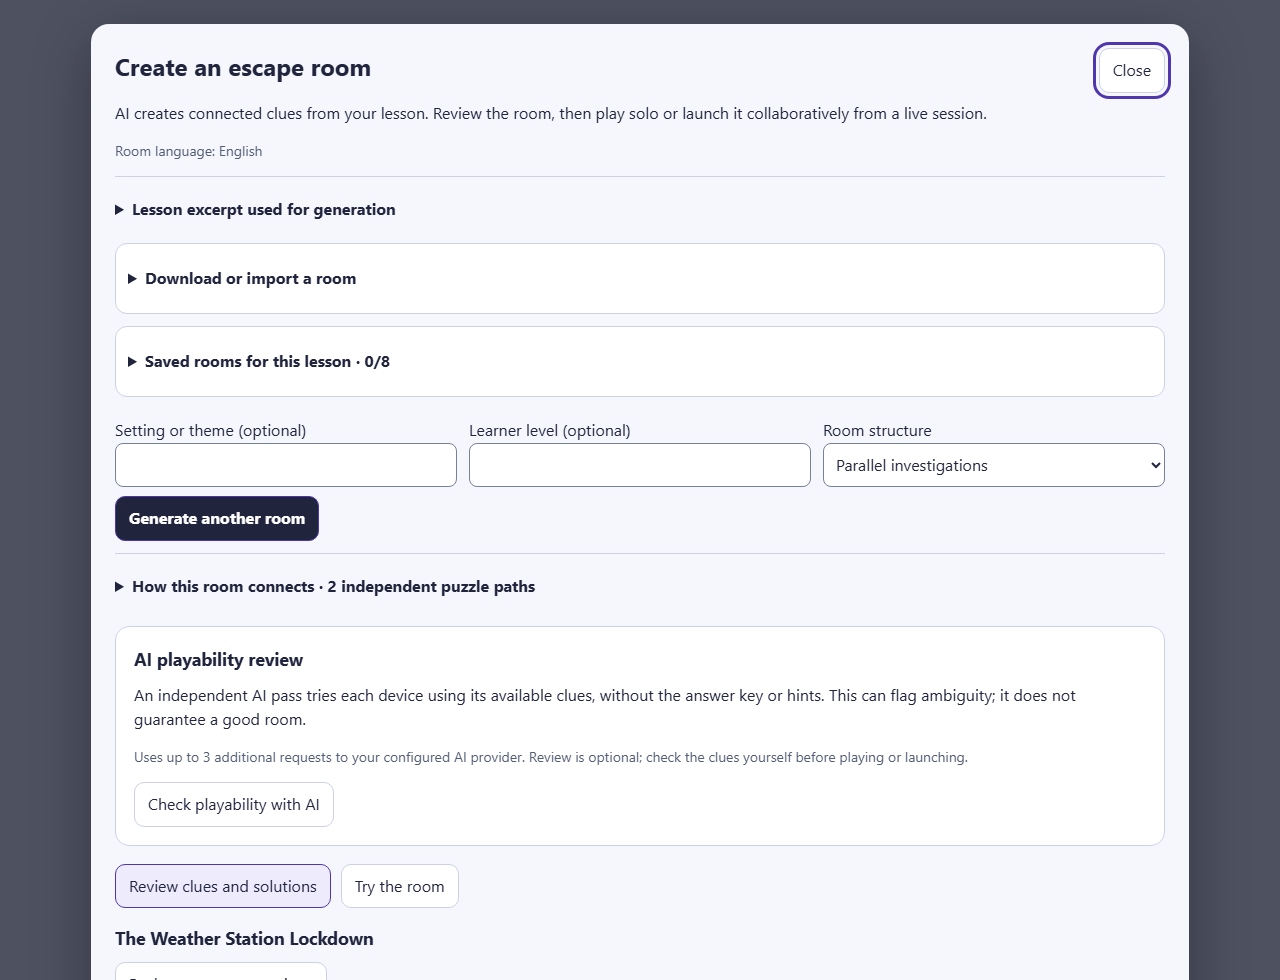 Create an escape room
Close
AI creates connected clues from your lesson. Review the room, then play solo or launch it collaboratively from a live session.
Room language: English
Lesson excerpt used for generation
Download or import a room
Saved rooms for this lesson · 0/8
Setting or theme (optional)
Learner level (optional)
Room structure
Parallel investigations
Generate another room
How this room connects · 2 independent puzzle paths
AI playability review
An independent AI pass tries each device using its available clues, without the answer key or hints. This can flag ambiguity; it does not
guarantee a good room.
Uses up to 3 additional requests to your configured AI provider. Review is optional; check the clues yourself before playing or launching.
Check playability with AI
Review clues and solutions
Try the room
The Weather Station Lockdown